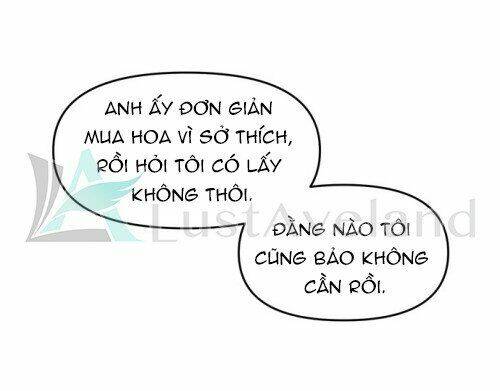 ANH ẤY ĐƠN GIẢN
MUA HOA VÌ SỞ THÍCH,
RỒI HỎI TÔI CÓ LẤY
KHÔNG THÔI.
LustAveland
ĐẰNG NÀO TÔI
CŨNG BẢO KHÔNG
CẦN RỒI.